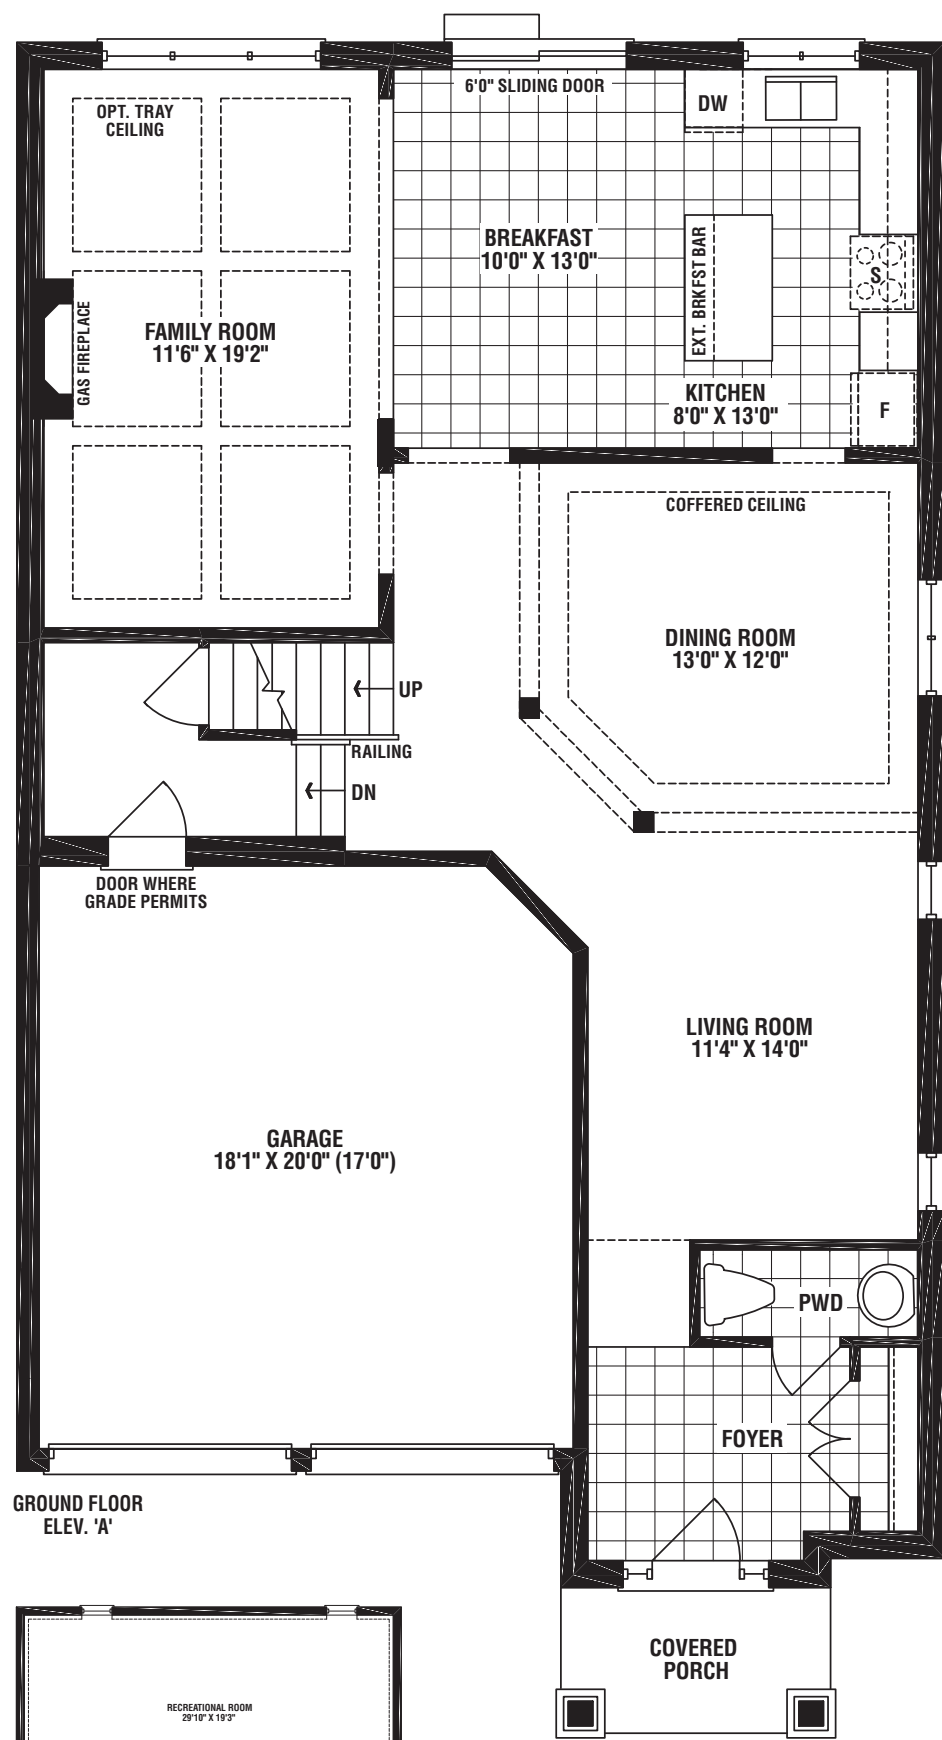 OPT. TRAY
CEILING
6'0" SLIDING DOOR
DW
BREAKFAST
10'0" X 13'0"
EXT. BRKFST BAR
S
GAS FIREPLACE
FAMILY ROOM
11'6" X 19'2"
KITCHEN
8'0" X 13'0"
F
COFFERED CEILING
DINING ROOM
13'0" X 12'0"
UP
RAILING
DN
DOOR WHERE
GRADE PERMITS
LIVING ROOM
11'4" X 14'0"
GARAGE
18'1" X 20'0" (17'0")
PWD
FOYER
GROUND FLOOR
ELEV. 'A'
COVERED
PORCH
RECREATIONAL ROOM
29'10" X 19'3"